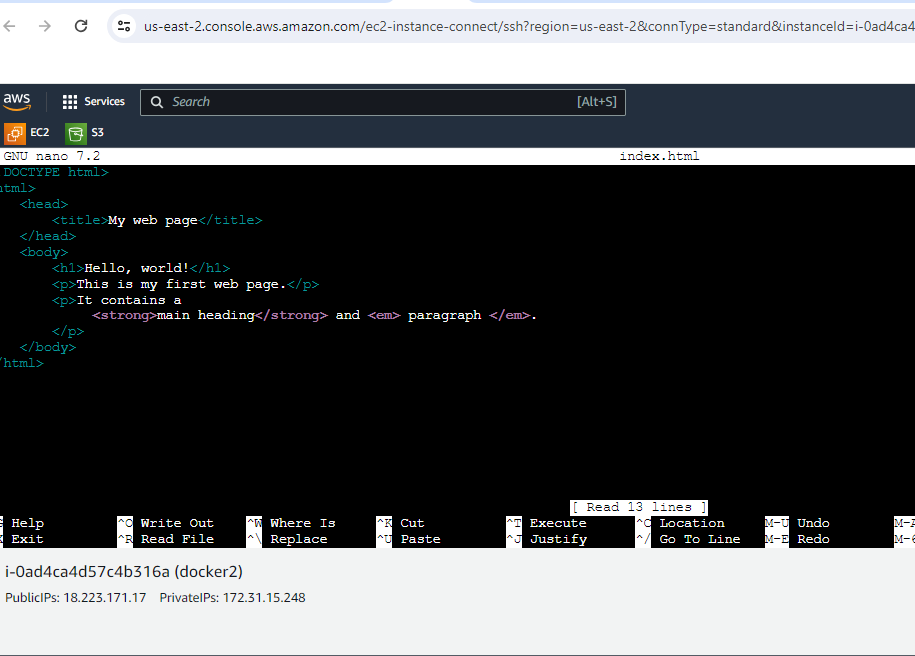 us-east-2.console.aws.amazon.com/ec2-instance-connect/ssh?region=us-east-2&connType=standard&instanceId=i-0ad4ca4
aws Services Search [Alt+S]
EC2 S3
GNU nano 7.2 index.html
DOCTYPE html>
html>
<head>
<title>My web page</title>
</head>
<body>
<h1>Hello, world!</h1>
<p>This is my first web page.</p>
<p>It contains a
<strong>main heading</strong> and <em> paragraph </em>.
</p>
</body>
/html>
[ Read 13 lines ]
Help ^O Write Out ^W Where Is ^K Cut ^T Execute ^C Location M-U Undo M-A
Exit ^R Read File ^\ Replace ^U Paste ^J Justify ^/ Go To Line M-E Redo M-6
i-0ad4ca4d57c4b316a (docker2)
PublicIPs: 18.223.171.17 PrivateIPs: 172.31.15.248